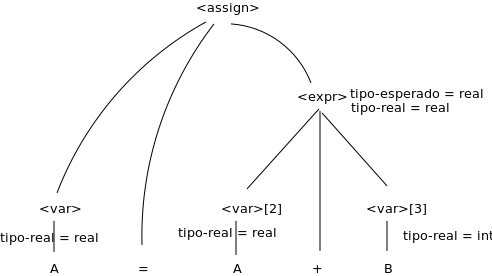 <assign>
<expr> tipo-esperado = real
tipo-real = real
<var> <var>[2] <var>[3]
tipo-real = real tipo-real = real tipo-real = int
A = A + B